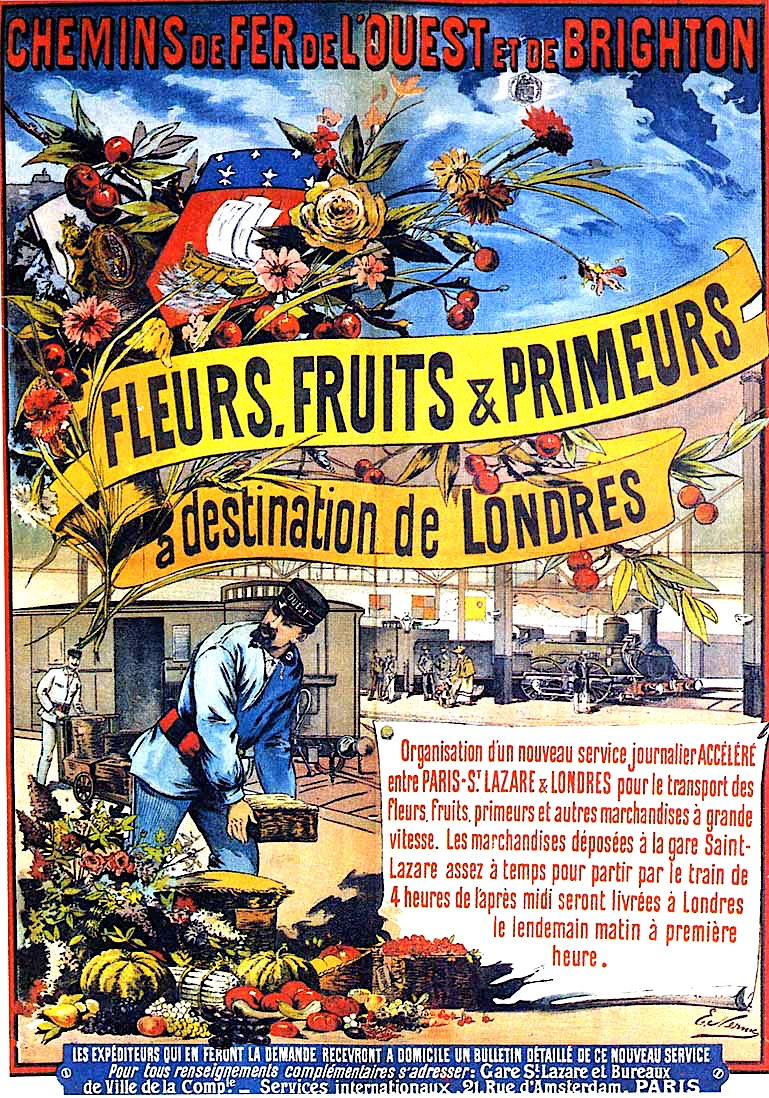 CHEMINS DE FER DE L'OUEST ET DE BRIGHTON
FLEURS, FRUITS & PRIMEURS
à destination de LONDRES
OUEST
Organisation d'un nouveau service journalier ACCÉLÉRÉ
entre PARIS-ST LAZARE & LONDRES pour le transport des
fleurs, fruits, primeurs et autres marchandises à grande
vitesse. Les marchandises déposées à la gare Saint-
Lazare assez à temps pour partir par le train de
4 heures de l'après midi seront livrées à Londres
le lendemain matin à première
heure.
LES EXPÉDITEURS QUI EN FERONT LA DEMANDE RECEVRONT A DOMICILE UN BULLETIN DÉTAILLÉ DE CE NOUVEAU SERVICE
Pour tous renseignements complémentaires s'adresser: Gare St Lazare et Bureaux
de Ville de la Compie _ Services internationaux .21, Rue d'Amsterdam. PARIS